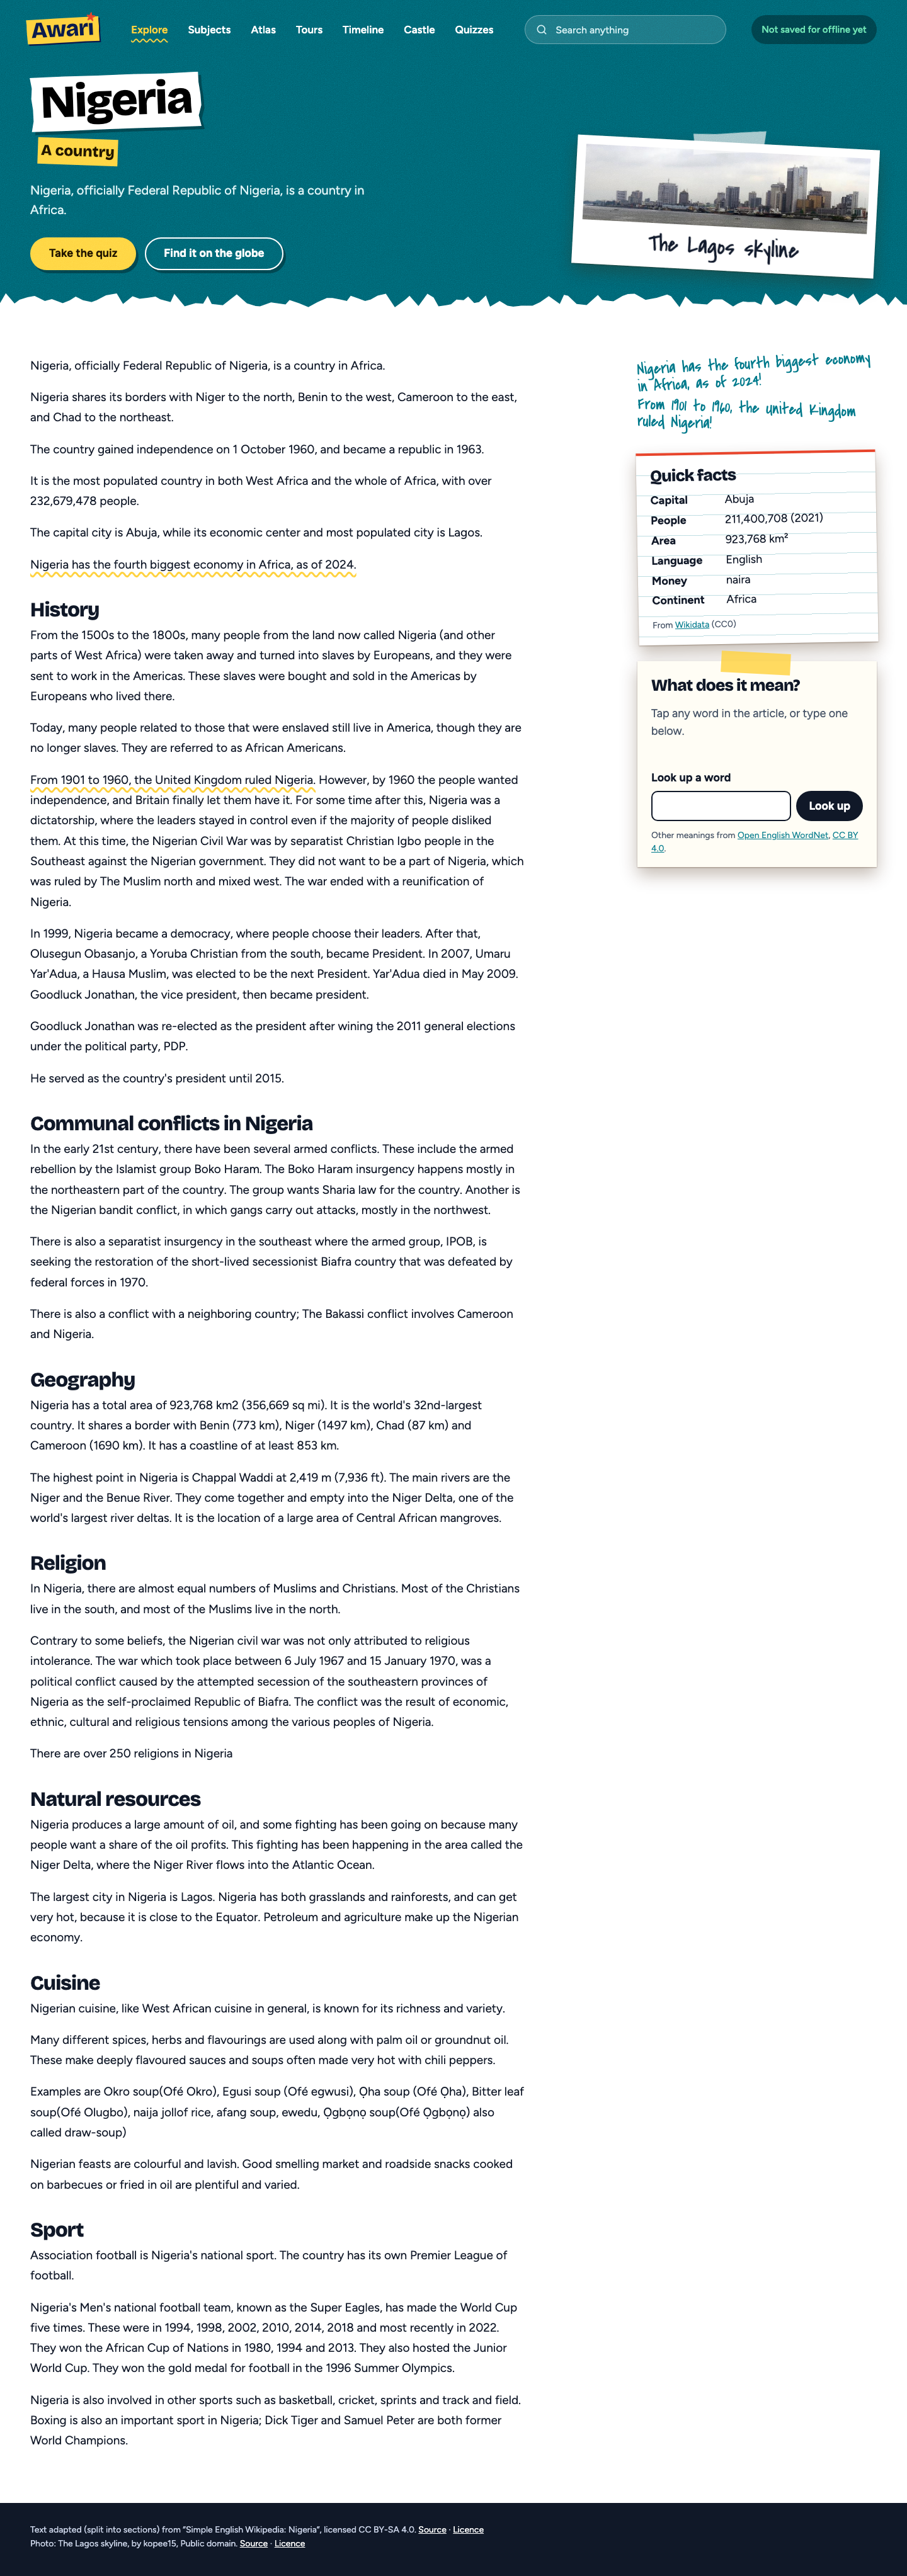 Awari
Explore
Subjects
Atlas
Tours
Timeline
Castle
Quizzes
Search anything
Not saved for offline yet
Nigeria
A country
Nigeria, officially Federal Republic of Nigeria, is a country in
Africa.
Take the quiz
Find it on the globe
The Lagos skyline
Nigeria, officially Federal Republic of Nigeria, is a country in Africa.
Nigeria shares its borders with Niger to the north, Benin to the west, Cameroon to the east,
and Chad to the northeast.
The country gained independence on 1 October 1960, and became a republic in 1963.
It is the most populated country in both West Africa and the whole of Africa, with over
232,679,478 people.
The capital city is Abuja, while its economic center and most populated city is Lagos.
Nigeria has the fourth biggest economy in Africa, as of 2024.
History
From the 1500s to the 1800s, many people from the land now called Nigeria (and other
parts of West Africa) were taken away and turned into slaves by Europeans, and they were
sent to work in the Americas. These slaves were bought and sold in the Americas by
Europeans who lived there.
Today, many people related to those that were enslaved still live in America, though they are
no longer slaves. They are referred to as African Americans.
From 1901 to 1960, the United Kingdom ruled Nigeria. However, by 1960 the people wanted
independence, and Britain finally let them have it. For some time after this, Nigeria was a
dictatorship, where the leaders stayed in control even if the majority of people disliked
them. At this time, the Nigerian Civil War was by separatist Christian Igbo people in the
Southeast against the Nigerian government. They did not want to be a part of Nigeria, which
was ruled by The Muslim north and mixed west. The war ended with a reunification of
Nigeria.
In 1999, Nigeria became a democracy, where people choose their leaders. After that,
Olusegun Obasanjo, a Yoruba Christian from the south, became President. In 2007, Umaru
Yar'Adua, a Hausa Muslim, was elected to be the next President. Yar'Adua died in May 2009.
Goodluck Jonathan, the vice president, then became president.
Goodluck Jonathan was re-elected as the president after wining the 2011 general elections
under the political party, PDP.
He served as the country's president until 2015.
Communal conflicts in Nigeria
In the early 21st century, there have been several armed conflicts. These include the armed
rebellion by the Islamist group Boko Haram. The Boko Haram insurgency happens mostly in
the northeastern part of the country. The group wants Sharia law for the country. Another is
the Nigerian bandit conflict, in which gangs carry out attacks, mostly in the northwest.
There is also a separatist insurgency in the southeast where the armed group, IPOB, is
seeking the restoration of the short-lived secessionist Biafra country that was defeated by
federal forces in 1970.
There is also a conflict with a neighboring country; The Bakassi conflict involves Cameroon
and Nigeria.
Geography
Nigeria has a total area of 923,768 km2 (356,669 sq mi). It is the world's 32nd-largest
country. It shares a border with Benin (773 km), Niger (1497 km), Chad (87 km) and
Cameroon (1690 km). It has a coastline of at least 853 km.
The highest point in Nigeria is Chappal Waddi at 2,419 m (7,936 ft). The main rivers are the
Niger and the Benue River. They come together and empty into the Niger Delta, one of the
world's largest river deltas. It is the location of a large area of Central African mangroves.
Religion
In Nigeria, there are almost equal numbers of Muslims and Christians. Most of the Christians
live in the south, and most of the Muslims live in the north.
Contrary to some beliefs, the Nigerian civil war was not only attributed to religious
intolerance. The war which took place between 6 July 1967 and 15 January 1970, was a
political conflict caused by the attempted secession of the southeastern provinces of
Nigeria as the self-proclaimed Republic of Biafra. The conflict was the result of economic,
ethnic, cultural and religious tensions among the various peoples of Nigeria.
There are over 250 religions in Nigeria
Natural resources
Nigeria produces a large amount of oil, and some fighting has been going on because many
people want a share of the oil profits. This fighting has been happening in the area called the
Niger Delta, where the Niger River flows into the Atlantic Ocean.
The largest city in Nigeria is Lagos. Nigeria has both grasslands and rainforests, and can get
very hot, because it is close to the Equator. Petroleum and agriculture make up the Nigerian
economy.
Cuisine
Nigerian cuisine, like West African cuisine in general, is known for its richness and variety.
Many different spices, herbs and flavourings are used along with palm oil or groundnut oil.
These make deeply flavoured sauces and soups often made very hot with chili peppers.
Examples are Okro soup(Ofé Okro), Egusi soup (Ofé egwusi), Ọha soup (Ofé Ọha), Bitter leaf
soup(Ofé Olugbo), naija jollof rice, afang soup, ewedu, Ọgbọnọ soup(Ofé Ọgbọnọ) also
called draw-soup)
Nigerian feasts are colourful and lavish. Good smelling market and roadside snacks cooked
on barbecues or fried in oil are plentiful and varied.
Sport
Association football is Nigeria's national sport. The country has its own Premier League of
football.
Nigeria's Men's national football team, known as the Super Eagles, has made the World Cup
five times. These were in 1994, 1998, 2002, 2010, 2014, 2018 and most recently in 2022.
They won the African Cup of Nations in 1980, 1994 and 2013. They also hosted the Junior
World Cup. They won the gold medal for football in the 1996 Summer Olympics.
Nigeria is also involved in other sports such as basketball, cricket, sprints and track and field.
Boxing is also an important sport in Nigeria; Dick Tiger and Samuel Peter are both former
World Champions.
Nigeria has the fourth biggest economy
in Africa, as of 2024!
From 1901 to 1960, the United Kingdom
ruled Nigeria!
Quick facts
Capital Abuja
People 211,400,708 (2021)
Area 923,768 km²
Language English
Money naira
Continent Africa
From Wikidata (CC0)
What does it mean?
Tap any word in the article, or type one
below.
Look up a word
Look up
Other meanings from Open English WordNet, CC BY
4.0.
Text adapted (split into sections) from "Simple English Wikipedia: Nigeria", licensed CC BY-SA 4.0. Source · Licence
Photo: The Lagos skyline, by kopee15, Public domain. Source · Licence